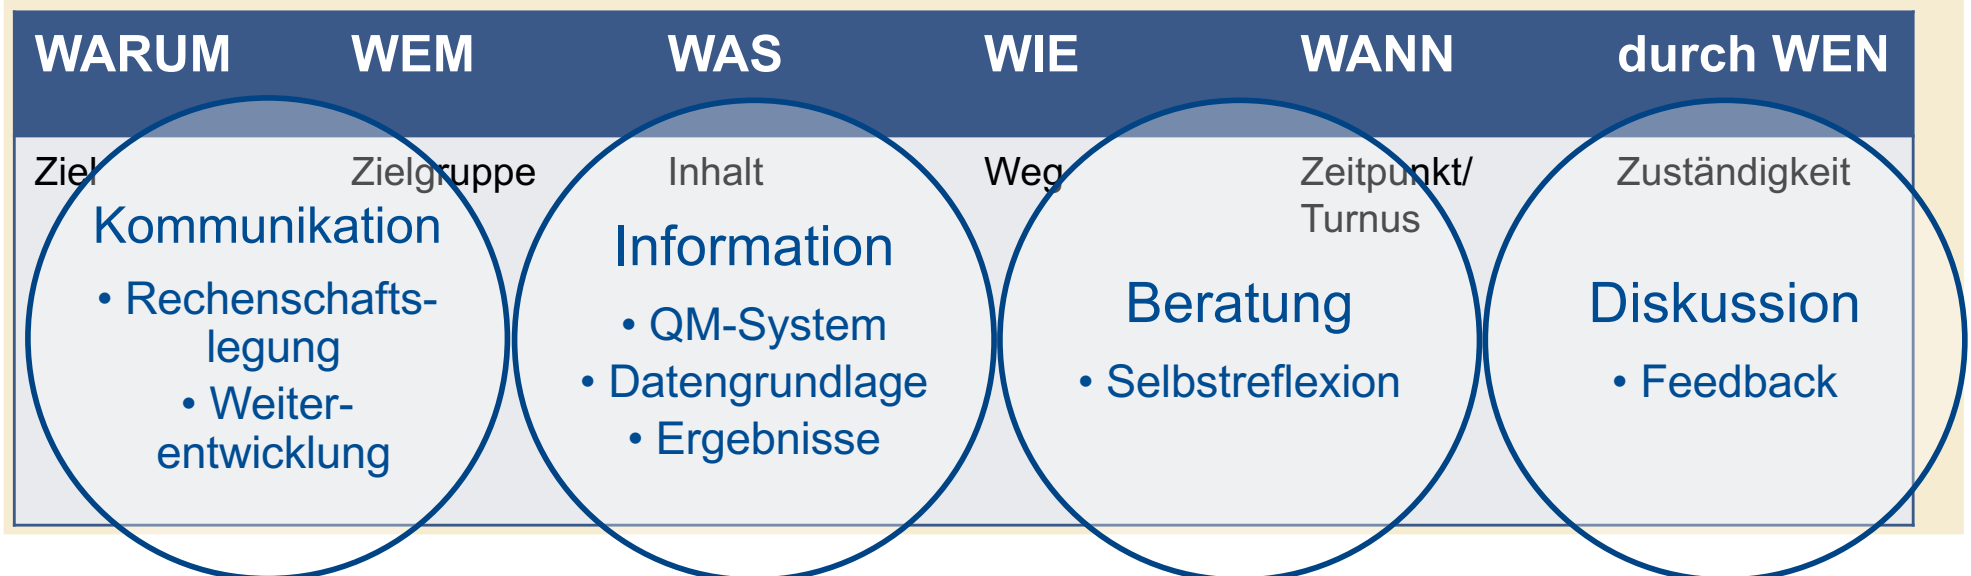 WARUM WEM WAS WIE WANN durch WEN
Ziel Zielgruppe Inhalt Weg Zeitpunkt/ Zuständigkeit
Turnus
Kommunikation
• Rechenschafts-
legung
• Weiter-
entwicklung
Information
• QM-System
• Datengrundlage
• Ergebnisse
Beratung
• Selbstreflexion
Diskussion
• Feedback